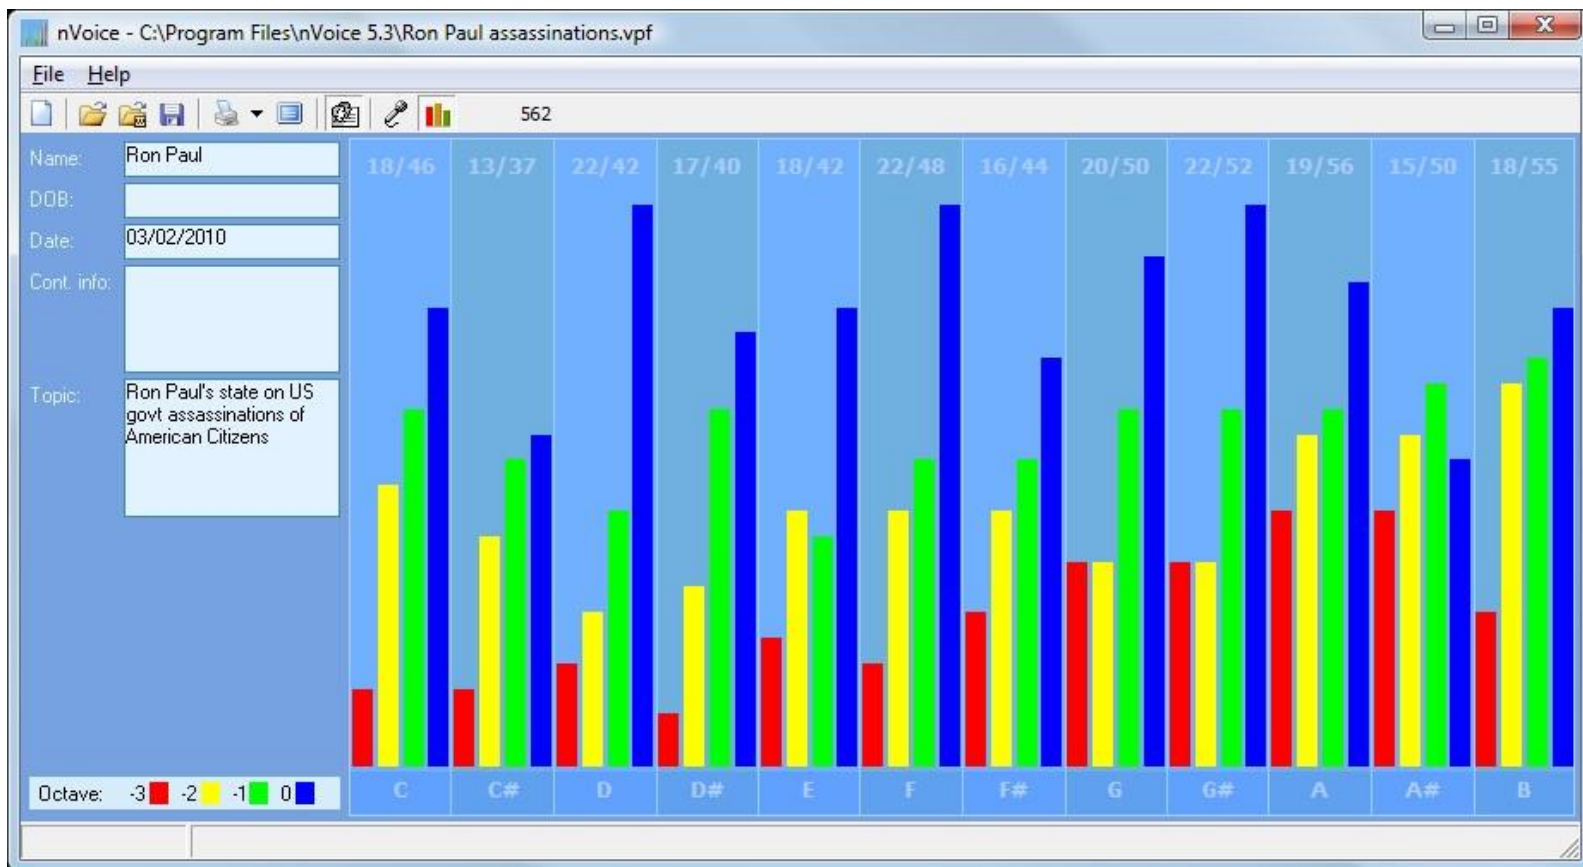 nVoice - C:\Program Files\nVoice 5.3\Ron Paul assassinations.vpf
File Help
562
Name: Ron Paul
DOB:
Date: 03/02/2010
Cont. info:
Topic: Ron Paul's state on US
govt assassinations of
American Citizens
18/46 13/37 22/42 17/40 18/42 22/48 16/44 20/50 22/52 19/56 15/50 18/55
C C# D D# E F F# G G# A A# B
Octave: -3 -2 -1 0